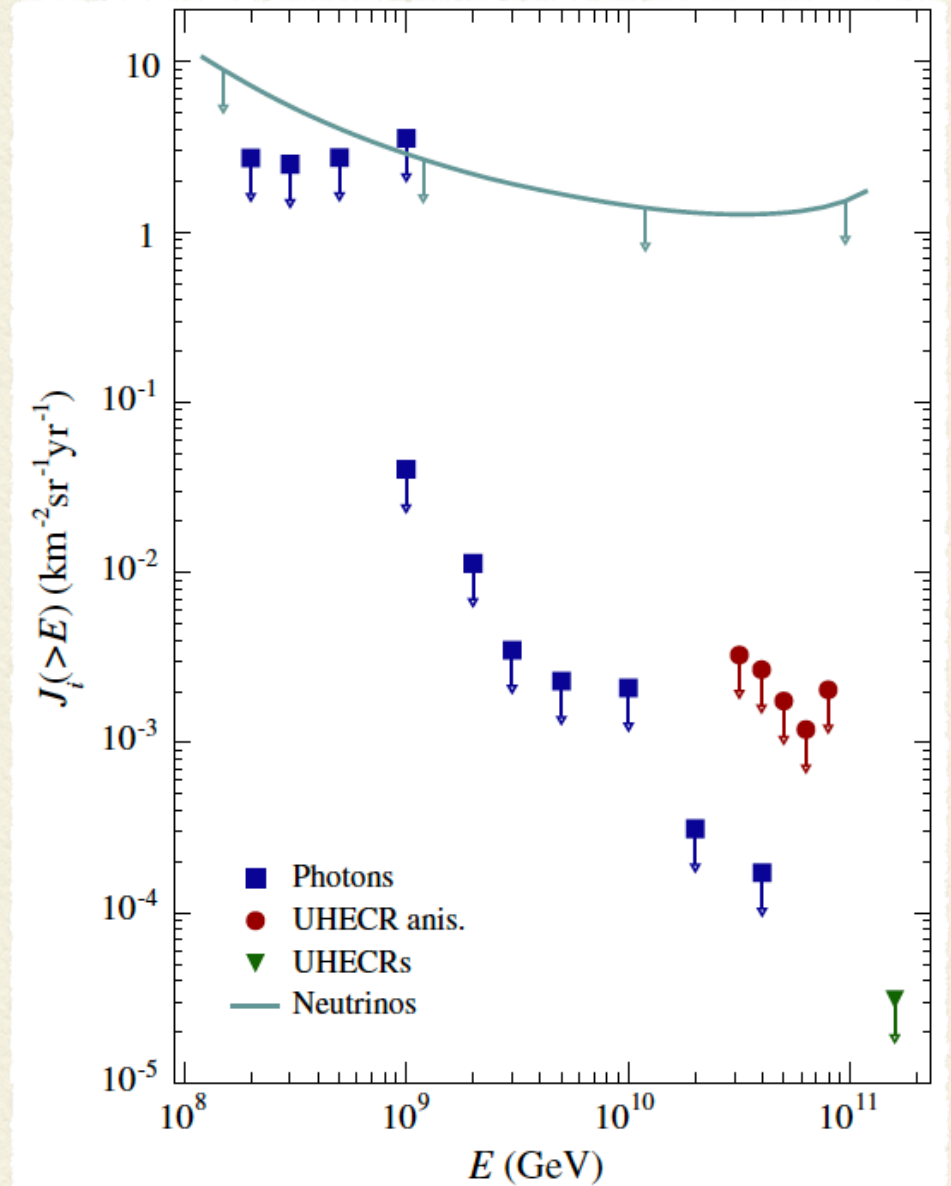 10
1
10⁻¹
10⁻²
10⁻³
10⁻⁴
10⁻⁵
Jᵢ(>E) (km⁻²sr⁻¹yr⁻¹)
Photons
UHECR anis.
UHECRs
Neutrinos
10⁸ 10⁹ 10¹⁰ 10¹¹
E (GeV)